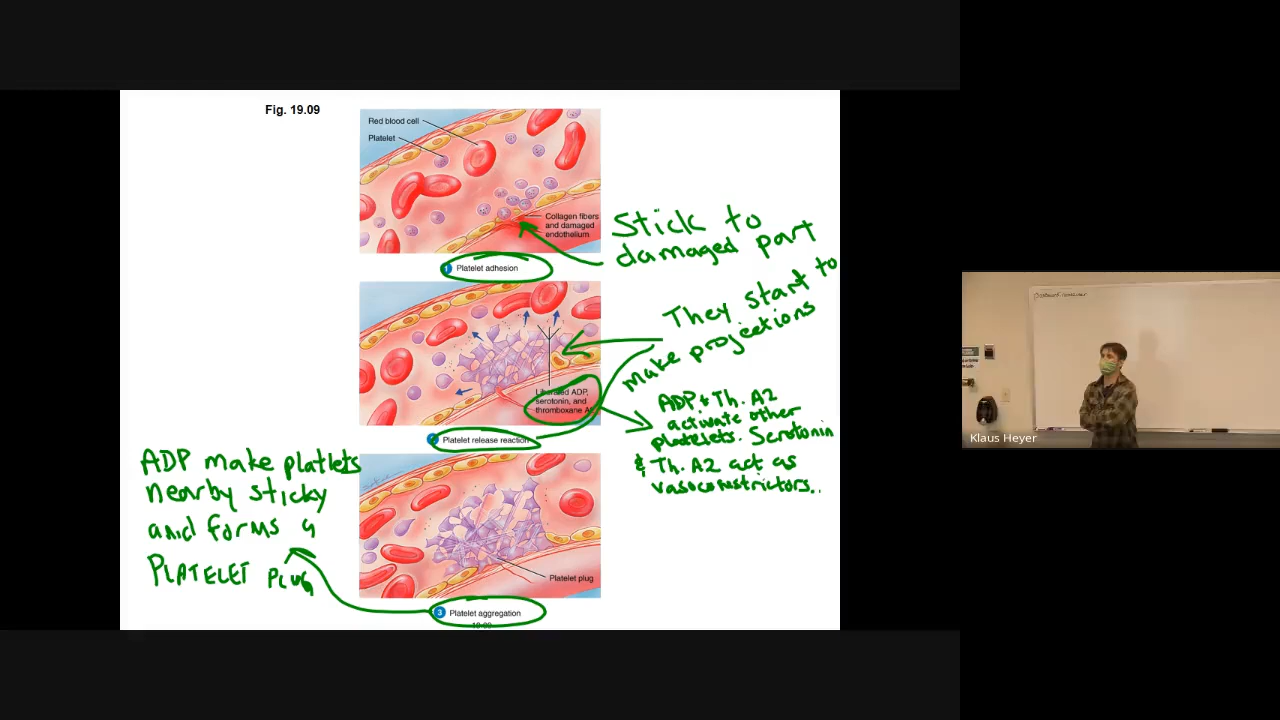 Fig. 19.09
Red blood cell
Platelet
Collagen fibers
and damaged
endothelium
1 Platelet adhesion
Stick to
damaged part
They start to
make projections
Liberated ADP,
serotonin, and
thromboxane A2
2 Platelet release reaction
ADP & Th. A2
activate other
platelets. Serotonin
& Th. A2 act as
vasoconstrictors..
ADP make platlets
nearby sticky
and forms a
PLATELET PLUG
Platelet plug
3 Platelet aggregation
19-09
Klaus Heyer